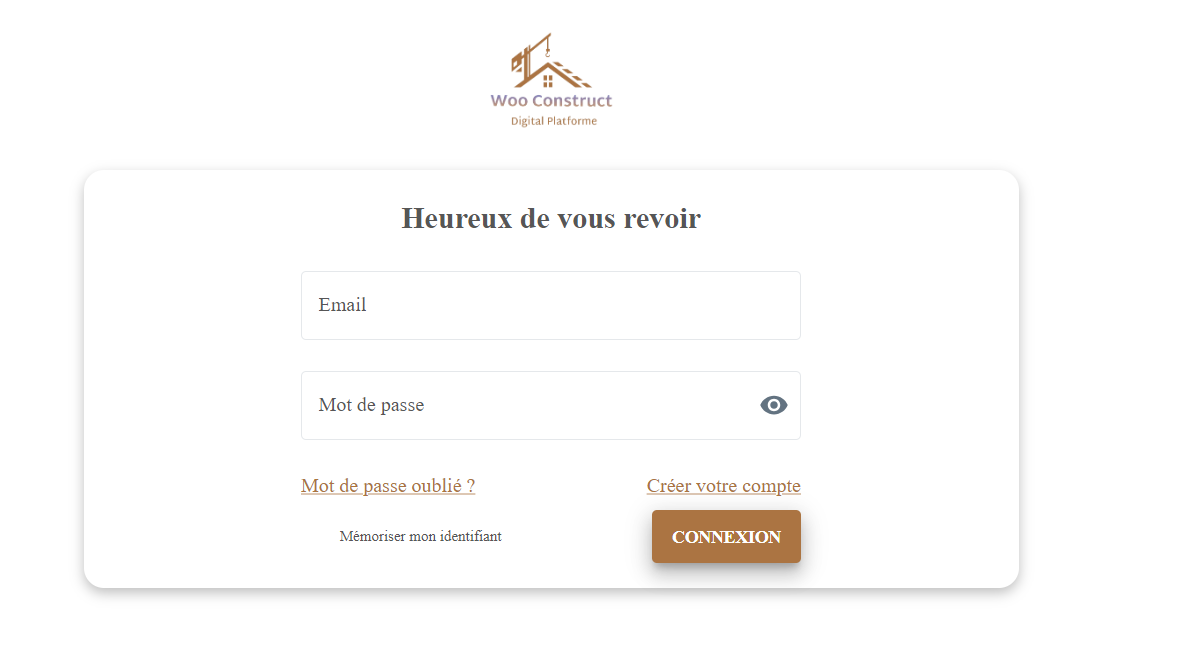 Woo Construct
Digital Platforme
Heureux de vous revoir
Email
Mot de passe
Mot de passe oublié ? Créer votre compte
Mémoriser mon identifiant CONNEXION